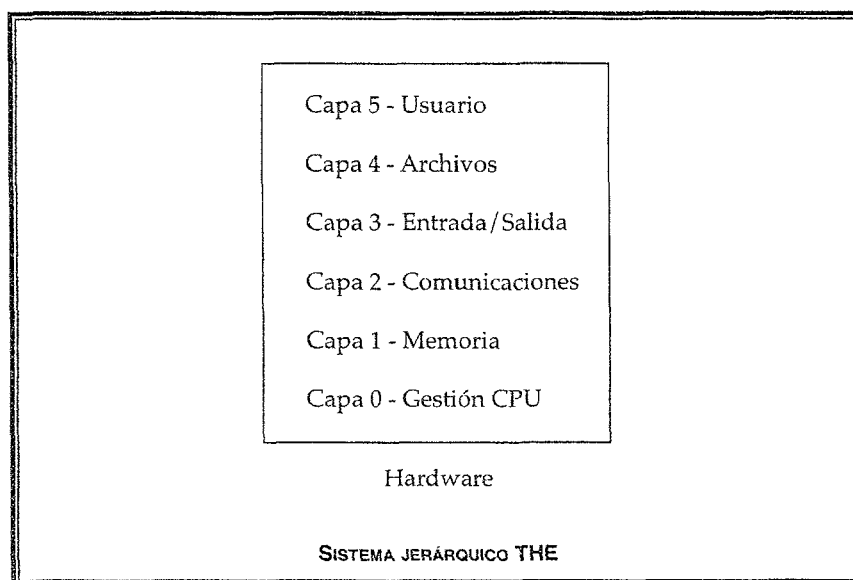 Capa 5 - Usuario
Capa 4 - Archivos
Capa 3 - Entrada/Salida
Capa 2 - Comunicaciones
Capa 1 - Memoria
Capa 0 - Gestión CPU
Hardware
SISTEMA JERÁRQUICO THE